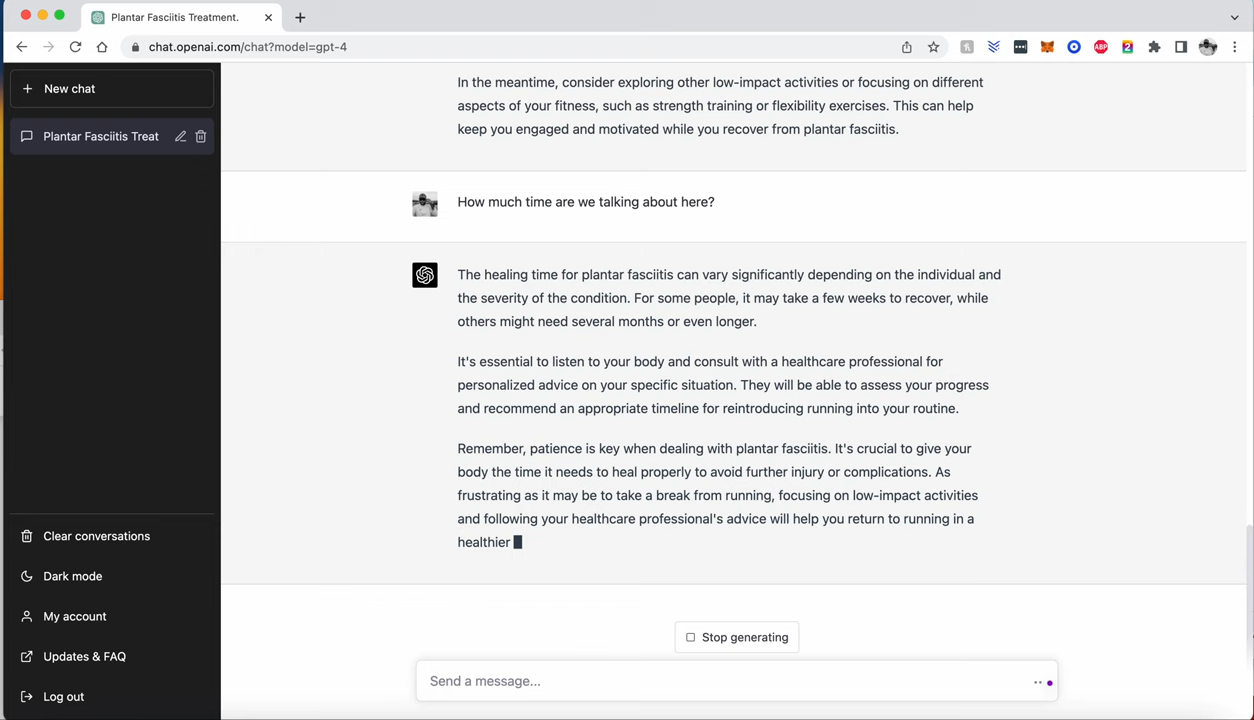 Plantar Fasciitis Treatment.
chat.openai.com/chat?model=gpt-4
ABP
2
New chat
Plantar Fasciitis Treat
Clear conversations
Dark mode
My account
Updates & FAQ
Log out
In the meantime, consider exploring other low-impact activities or focusing on different
aspects of your fitness, such as strength training or flexibility exercises. This can help
keep you engaged and motivated while you recover from plantar fasciitis.
How much time are we talking about here?
The healing time for plantar fasciitis can vary significantly depending on the individual and
the severity of the condition. For some people, it may take a few weeks to recover, while
others might need several months or even longer.
It's essential to listen to your body and consult with a healthcare professional for
personalized advice on your specific situation. They will be able to assess your progress
and recommend an appropriate timeline for reintroducing running into your routine.
Remember, patience is key when dealing with plantar fasciitis. It's crucial to give your
body the time it needs to heal properly to avoid further injury or complications. As
frustrating as it may be to take a break from running, focusing on low-impact activities
and following your healthcare professional's advice will help you return to running in a
healthier
Stop generating
Send a message...